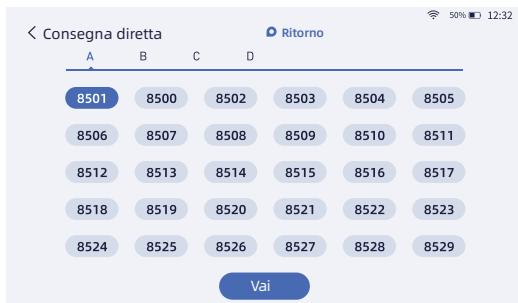 50% 12:32
Consegna diretta Ritorno
A B C D
8501 8500 8502 8503 8504 8505
8506 8507 8508 8509 8510 8511
8512 8513 8514 8515 8516 8517
8518 8519 8520 8521 8522 8523
8524 8525 8526 8527 8528 8529
Vai